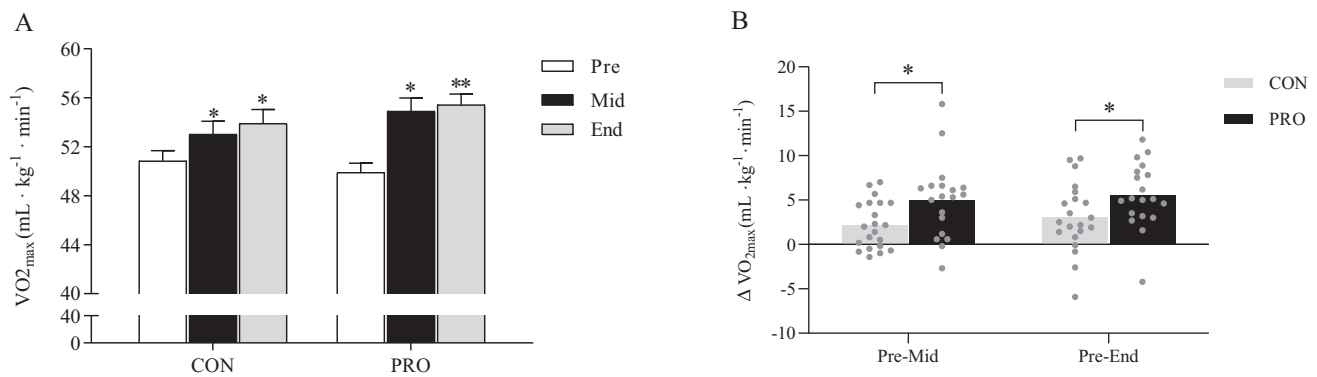 A
VO2max (mL · kg-1 · min-1)
60
56
52
48
44
40
40
0
* * * **
CON PRO
Pre
Mid
End
B
Δ VO2max (mL · kg-1 · min-1)
20
15
10
5
0
-5
-10
* *
Pre-Mid Pre-End
CON
PRO